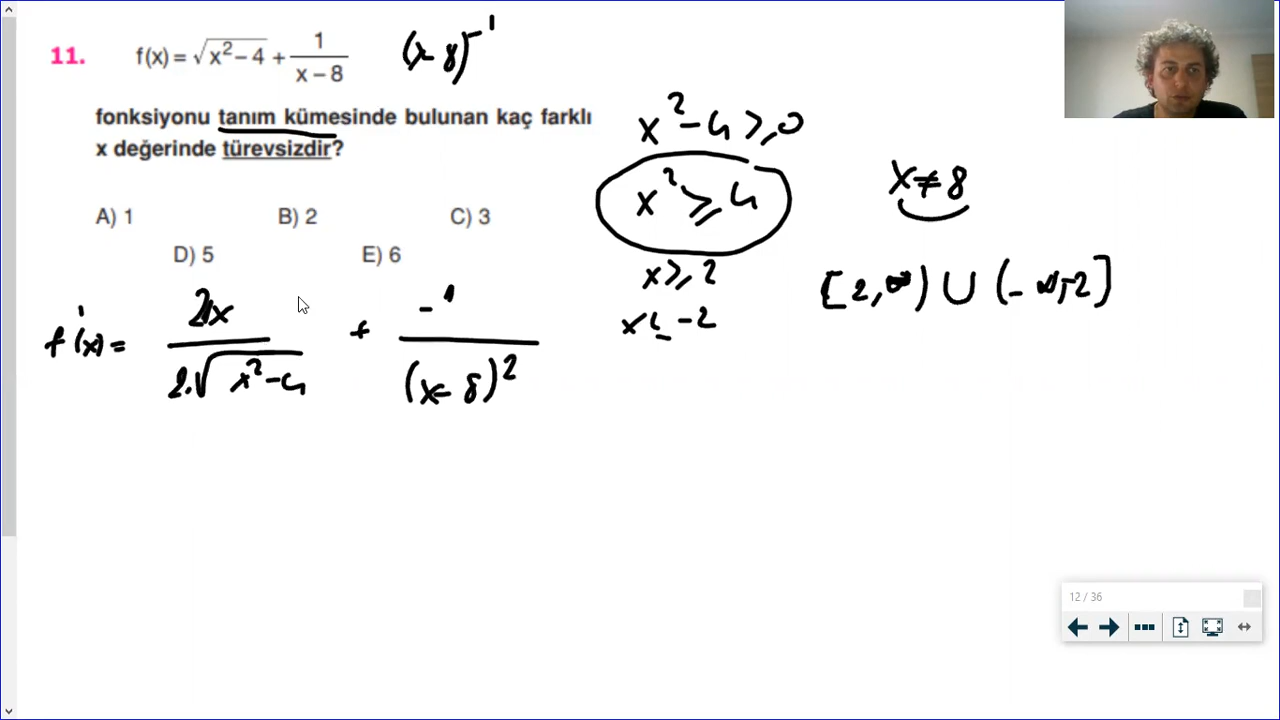 11. f(x) = √x² − 4 + 1/(x − 8)
(x-8)⁻¹
fonksiyonu tanım kümesinde bulunan kaç farklı
x değerinde türevsizdir?
A) 1 B) 2 C) 3
D) 5 E) 6
f'(x) = 2x/(2.√x²-4) + -1/(x-8)²
x²-4 ≥ 0
x² ≥ 4
x ≥ 2
x ≤ -2
x ≠ 8
[2, ∞) ∪ (-∞, -2]
12 / 36